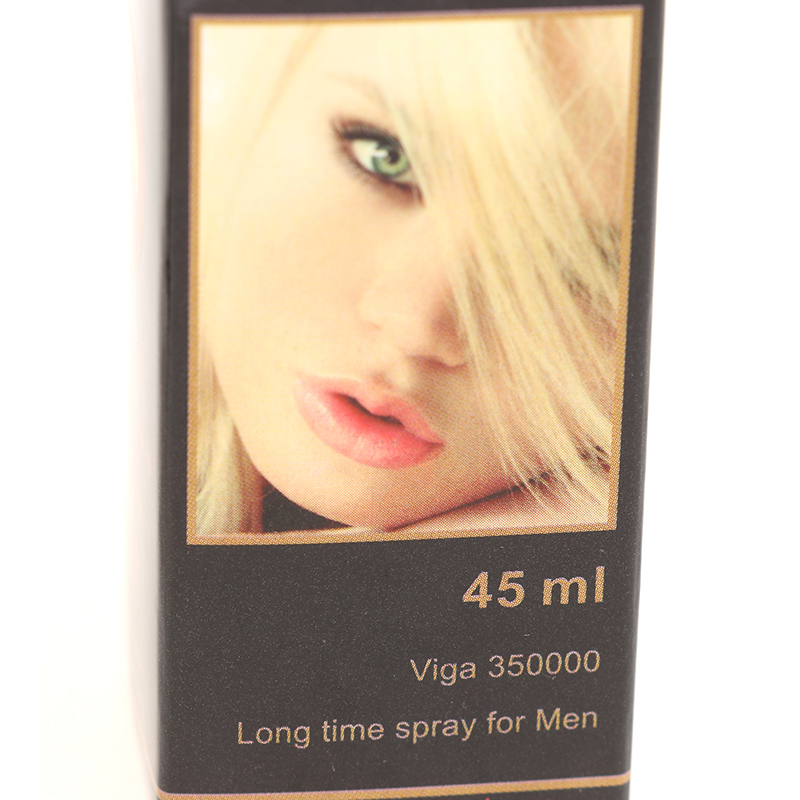 45 ml
Viga 350000
Long time spray for Men